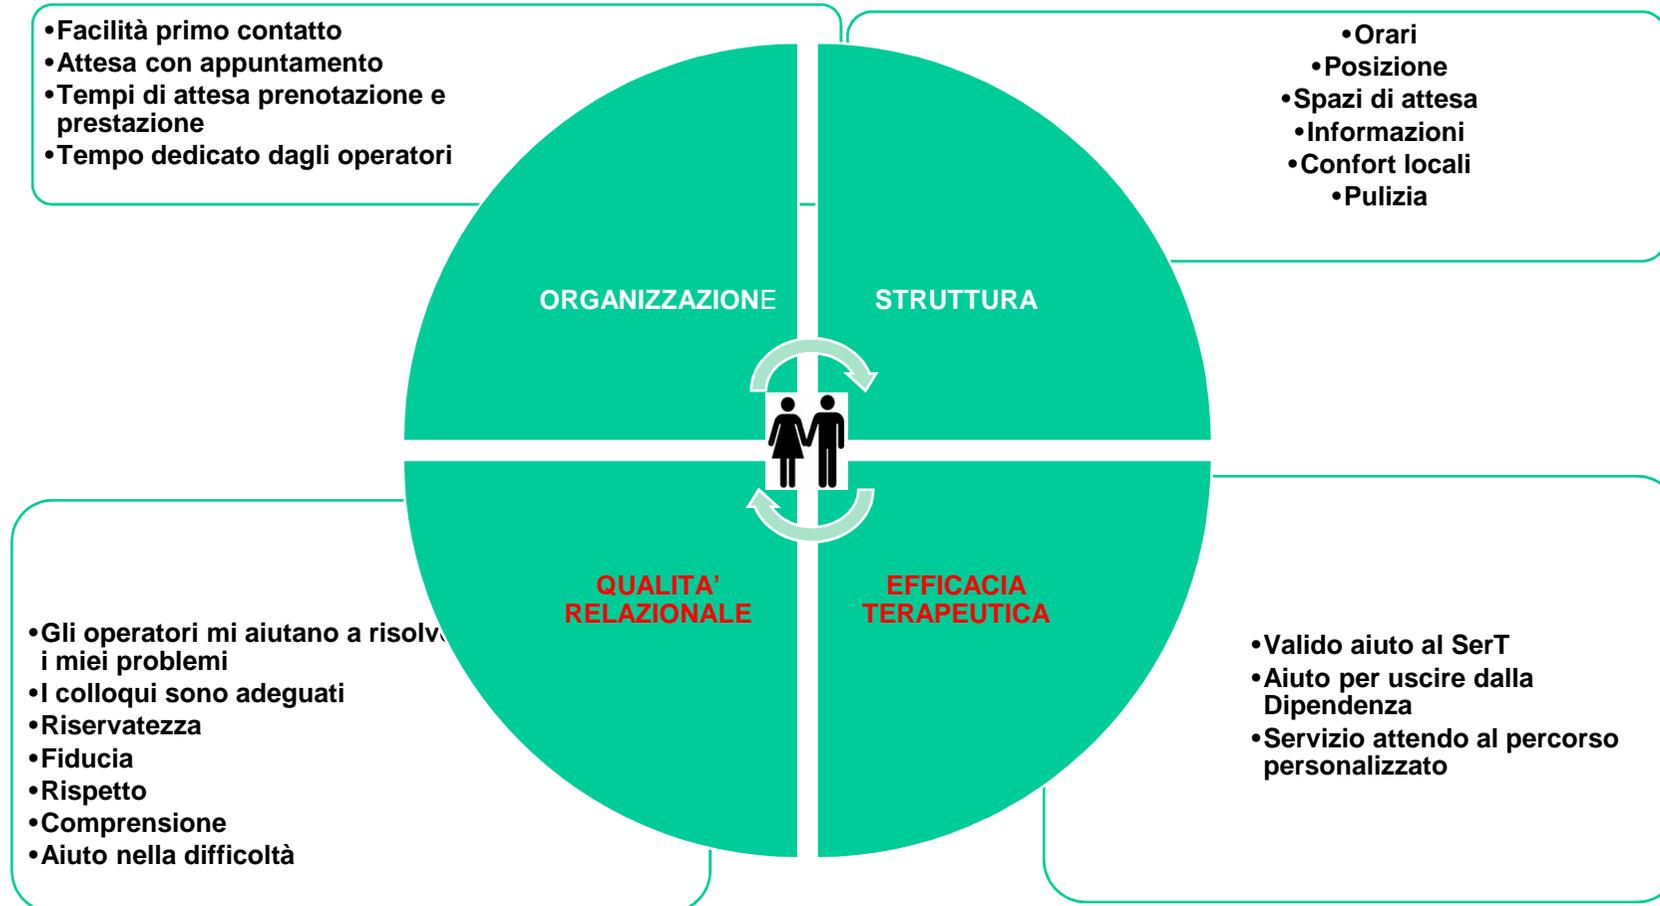 •Facilità primo contatto
•Attesa con appuntamento
•Tempi di attesa prenotazione e
prestazione
•Tempo dedicato dagli operatori
•Orari
•Posizione
•Spazi di attesa
•Informazioni
•Confort locali
•Pulizia
ORGANIZZAZIONE
STRUTTURA
QUALITA’
RELAZIONALE
EFFICACIA
TERAPEUTICA
•Gli operatori mi aiutano a
i miei problemi
•I colloqui sono adeguati
•Riservatezza
•Fiducia
•Rispetto
•Comprensione
•Aiuto nella difficoltà
•Valido aiuto al SerT
•Aiuto per uscire dalla
Dipendenza
•Servizio attendo al percorso
personalizzato